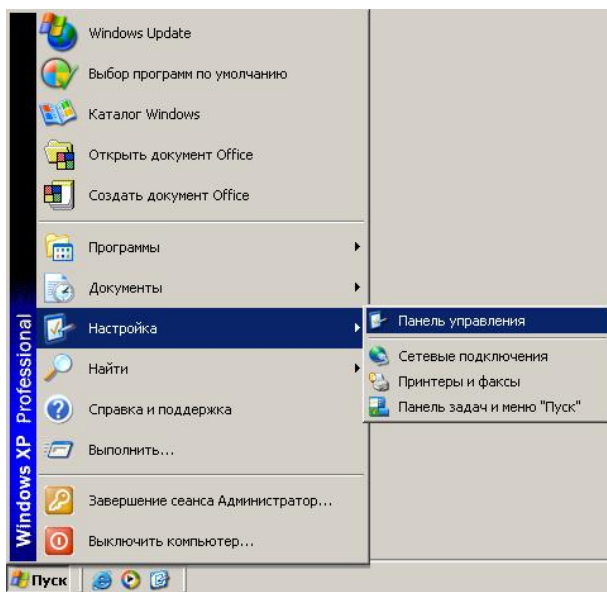 Windows Update
Выбор программ по умолчанию
Каталог Windows
Открыть документ Office
Создать документ Office
Программы
Документы
Настройка
Найти
Справка и поддержка
Выполнить...
Завершение сеанса Администратор...
Выключить компьютер...
Панель управления
Сетевые подключения
Принтеры и факсы
Панель задач и меню "Пуск"
Windows XP Professional
Пуск